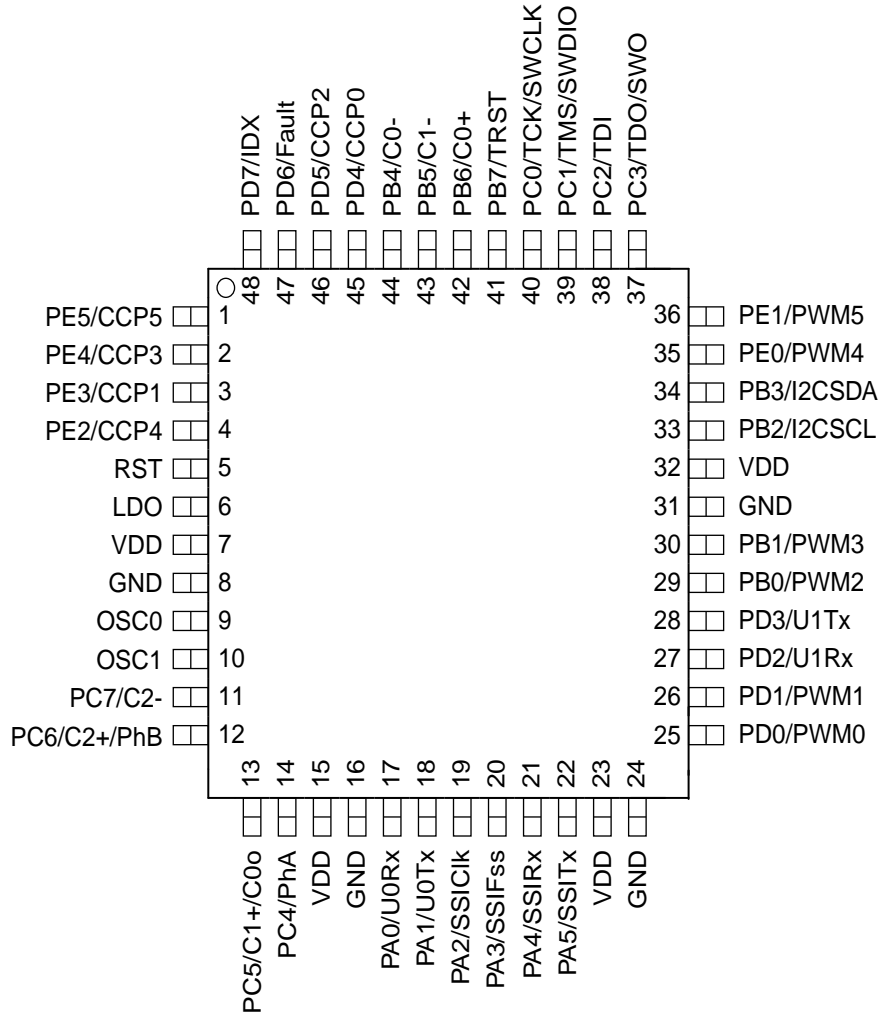 PD7/IDX
PD6/Fault
PD5/CCP2
PD4/CCP0
PB4/C0-
PB5/C1-
PB6/C0+
PB7/TRST
PC0/TCK/SWCLK
PC1/TMS/SWDIO
PC2/TDI
PC3/TDO/SWO
48
47
46
45
44
43
42
41
40
39
38
37
PE5/CCP5 1
PE4/CCP3 2
PE3/CCP1 3
PE2/CCP4 4
RST 5
LDO 6
VDD 7
GND 8
OSC0 9
OSC1 10
PC7/C2- 11
PC6/C2+/PhB 12
36 PE1/PWM5
35 PE0/PWM4
34 PB3/I2CSDA
33 PB2/I2CSCL
32 VDD
31 GND
30 PB1/PWM3
29 PB0/PWM2
28 PD3/U1Tx
27 PD2/U1Rx
26 PD1/PWM1
25 PD0/PWM0
13
14
15
16
17
18
19
20
21
22
23
24
PC5/C1+/C0o
PC4/PhA
VDD
GND
PA0/U0Rx
PA1/U0Tx
PA2/SSIClk
PA3/SSIFss
PA4/SSIRx
PA5/SSITx
VDD
GND